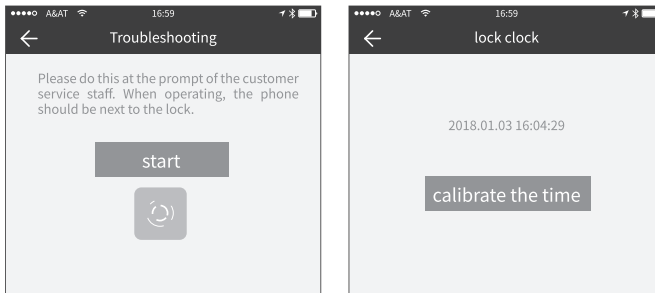 A&AT 16:59
Troubleshooting
Please do this at the prompt of the customer
service staff. When operating, the phone
should be next to the lock.
start
A&AT 16:59
lock clock
2018.01.03 16:04:29
calibrate the time